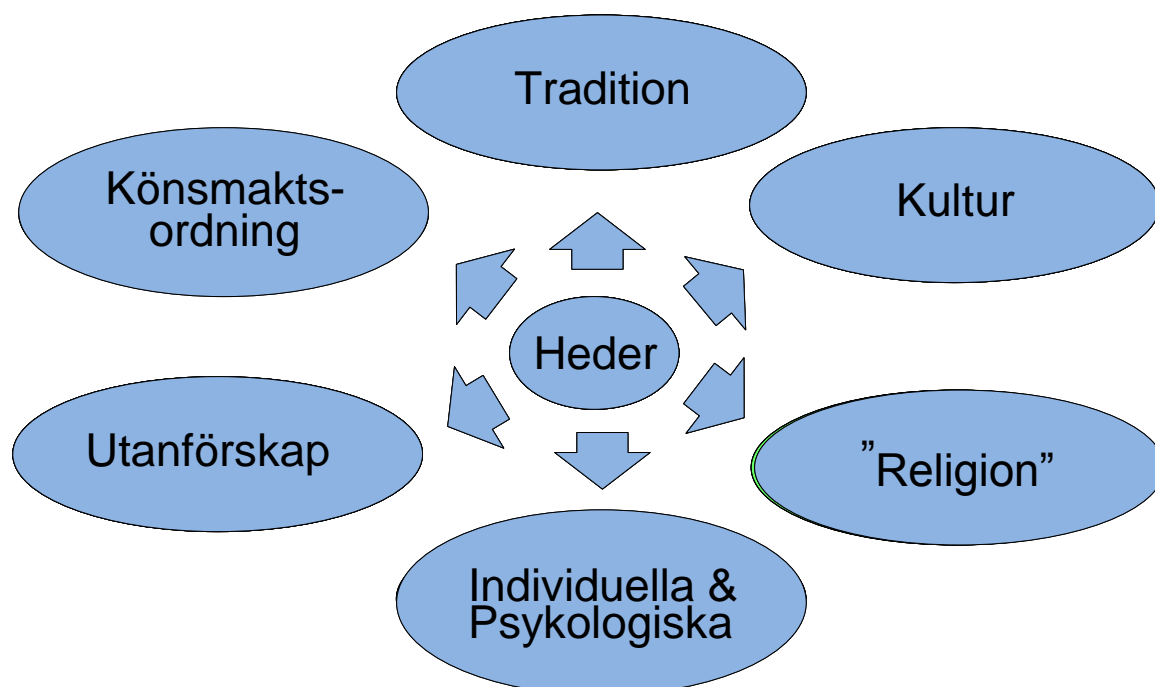 Tradition
Könsmakts-
ordning
Kultur
Heder
Utanförskap
”Religion”
Individuella &
Psykologiska